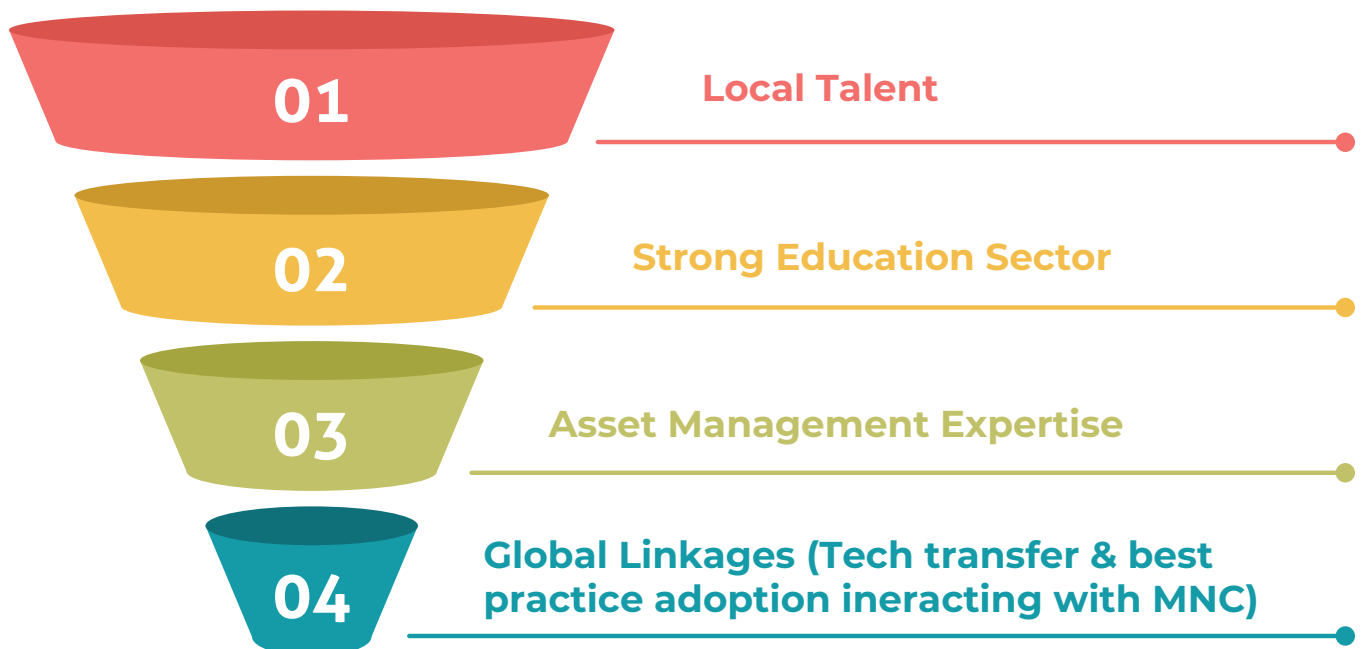 01
Local Talent
02
Strong Education Sector
03
Asset Management Expertise
04
Global Linkages (Tech transfer & best
practice adoption ineracting with MNC)